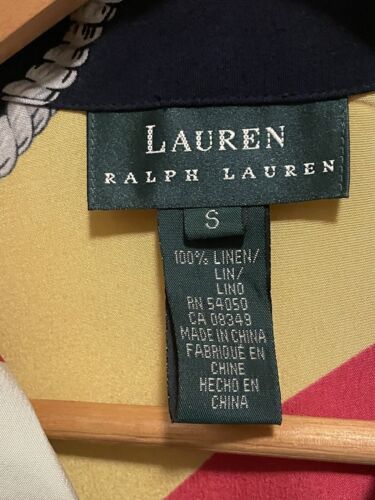 LAUREN
RALPH LAUREN
S
100% LINEN/
LIN/
LINO
RN 54050
CA 08349
MADE IN CHINA
FABRIQUÉ EN
CHINE
HECHO EN
CHINA